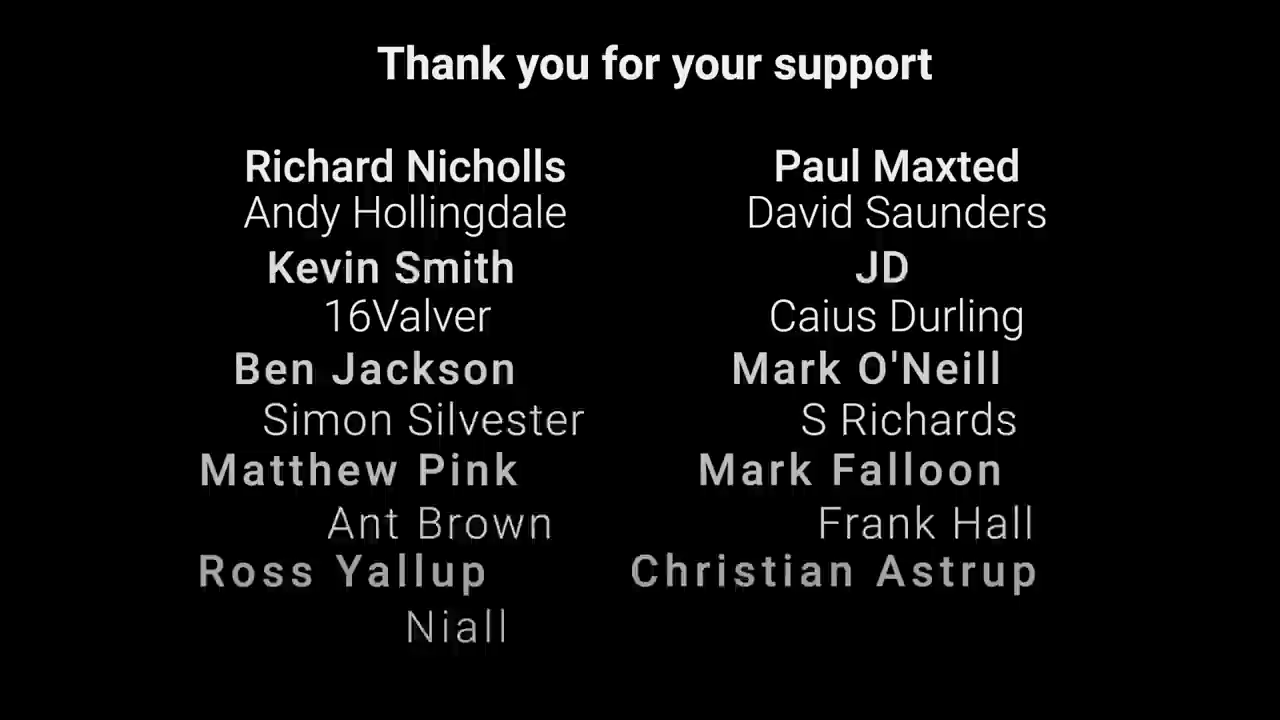 Thank you for your support
Richard Nicholls
Andy Hollingdale
Kevin Smith
16Valver
Ben Jackson
Simon Silvester
Matthew Pink
Ant Brown
Ross Yallup
Niall
Paul Maxted
David Saunders
JD
Caius Durling
Mark O'Neill
S Richards
Mark Falloon
Frank Hall
Christian Astrup